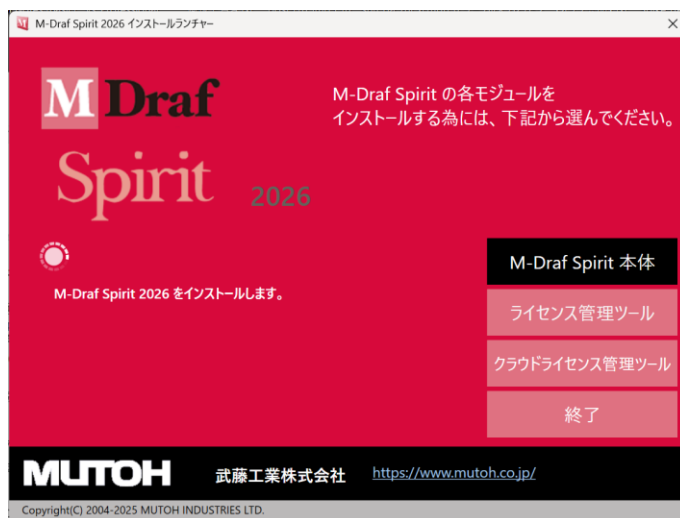 M-Draf Spirit 2026 インストールランチャー
M Draf
Spirit 2026
M-Draf Spirit の各モジュールを
インストールする為には、下記から選んでください。
M-Draf Spirit 2026 をインストールします。
M-Draf Spirit 本体
ライセンス管理ツール
クラウドライセンス管理ツール
終了
MUTOH 武藤工業株式会社 https://www.mutoh.co.jp/
Copyright(C) 2004-2025 MUTOH INDUSTRIES LTD.